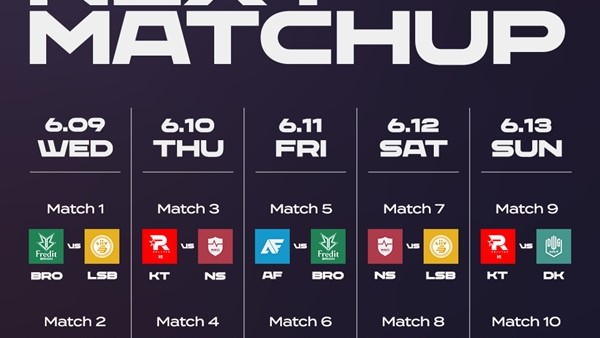 MATCHUP
6.09 6.10 6.11 6.12 6.13
WED THU FRI SAT SUN
Match 1 Match 3 Match 5 Match 7 Match 9
Fredit VS VS VS Fredit VS VS
BRO LSB KT NS AF BRO NS LSB KT DK
Match 2 Match 4 Match 6 Match 8 Match 10